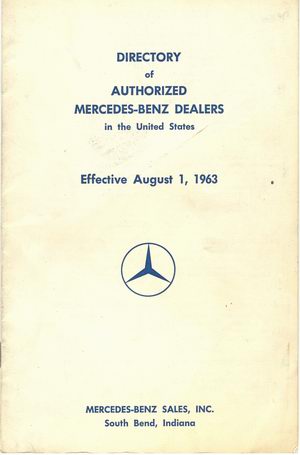 DIRECTORY
of
AUTHORIZED
MERCEDES-BENZ DEALERS
in the United States
Effective August 1, 1963
MERCEDES-BENZ SALES, INC.
South Bend, Indiana